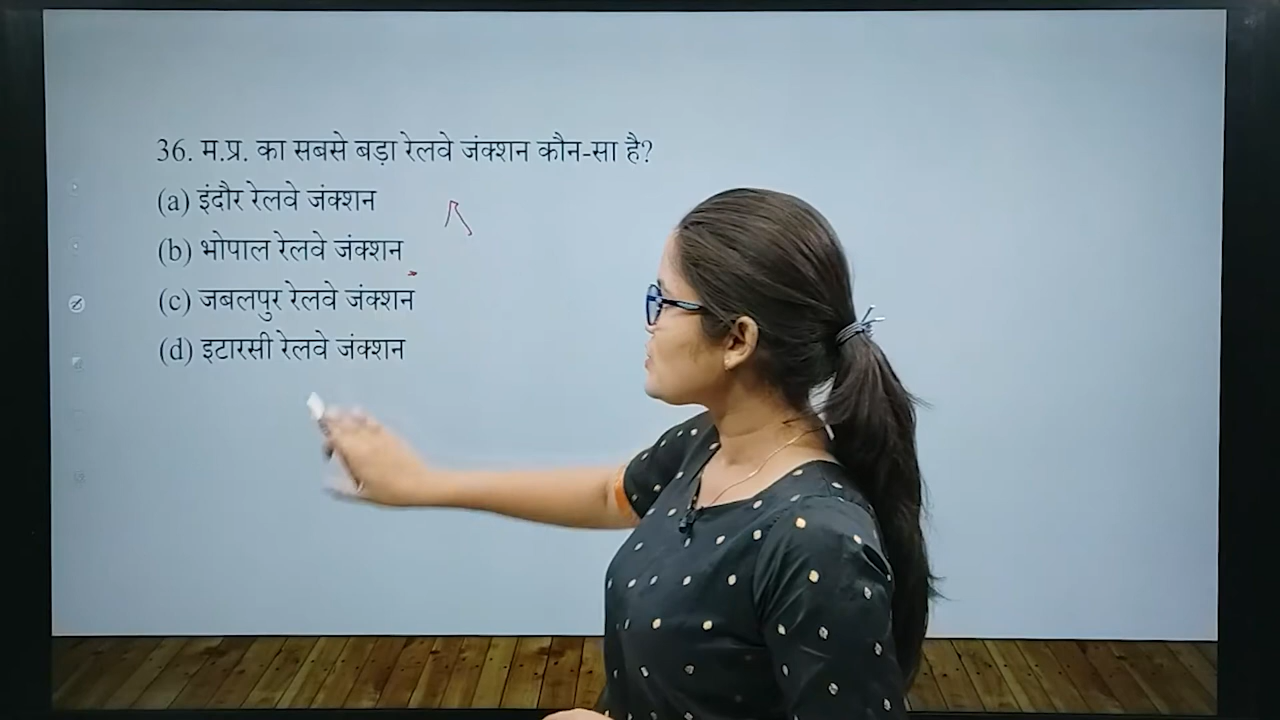 36. म.प्र. का सबसे बड़ा रेलवे जंक्शन कौन-सा है?
(a) इंदौर रेलवे जंक्शन
(b) भोपाल रेलवे जंक्शन
(c) जबलपुर रेलवे जंक्शन
(d) इटारसी रेलवे जंक्शन